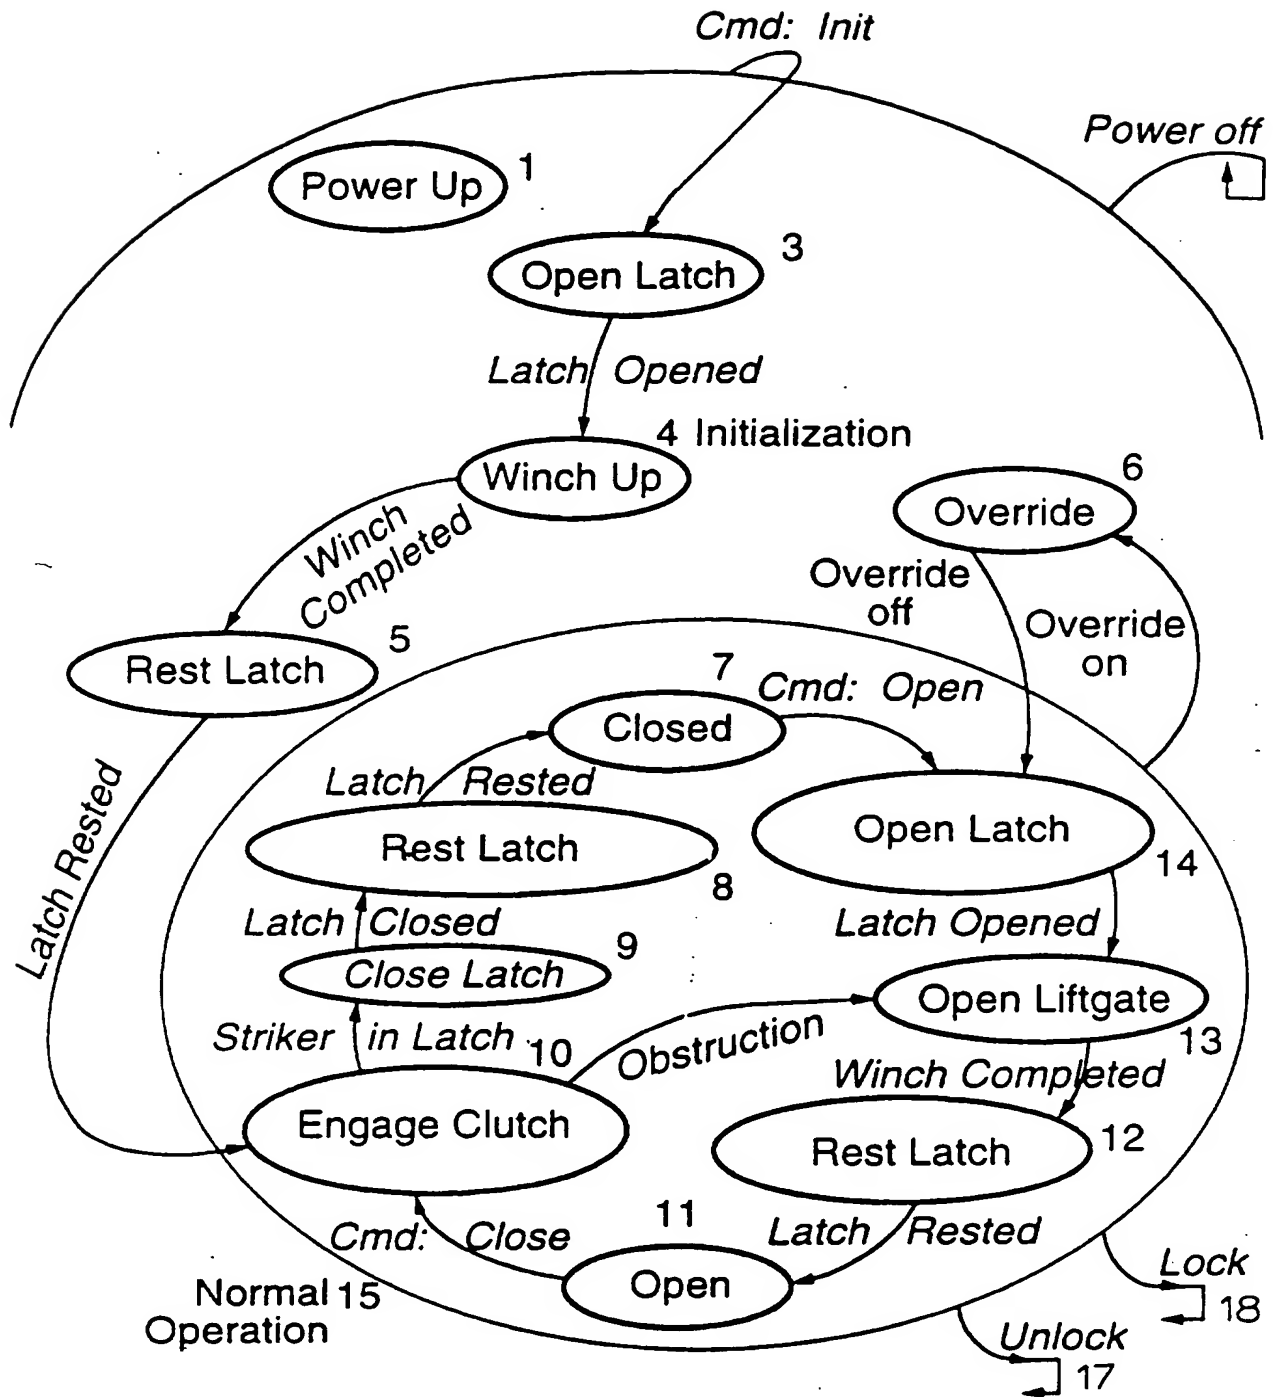 Cmd: Init
Power off
Power Up 1
Open Latch 3
Latch Opened
4 Initialization
Winch Up
6
Override
Winch
Completed
Override
off
Override
on
Rest Latch 5
7
Cmd: Open
Closed
Latch Rested
Latch Rested
Rest Latch 8
Open Latch 14
Latch Closed
Latch Opened
9
Close Latch
Open Liftgate 13
Striker in Latch
10
Obstruction
Winch Completed
Engage Clutch
Rest Latch 12
11
Cmd: Close
Latch Rested
Open
Normal 15
Operation
Lock
18
Unlock
17